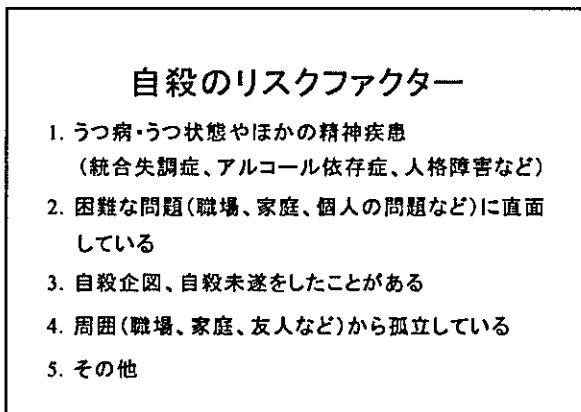 自殺のリスクファクター
1. うつ病・うつ状態やほかの精神疾患
（統合失調症、アルコール依存症、人格障害など）
2. 困難な問題（職場、家庭、個人の問題など）に直面
している
3. 自殺企図、自殺未遂をしたことがある
4. 周囲（職場、家庭、友人など）から孤立している
5. その他